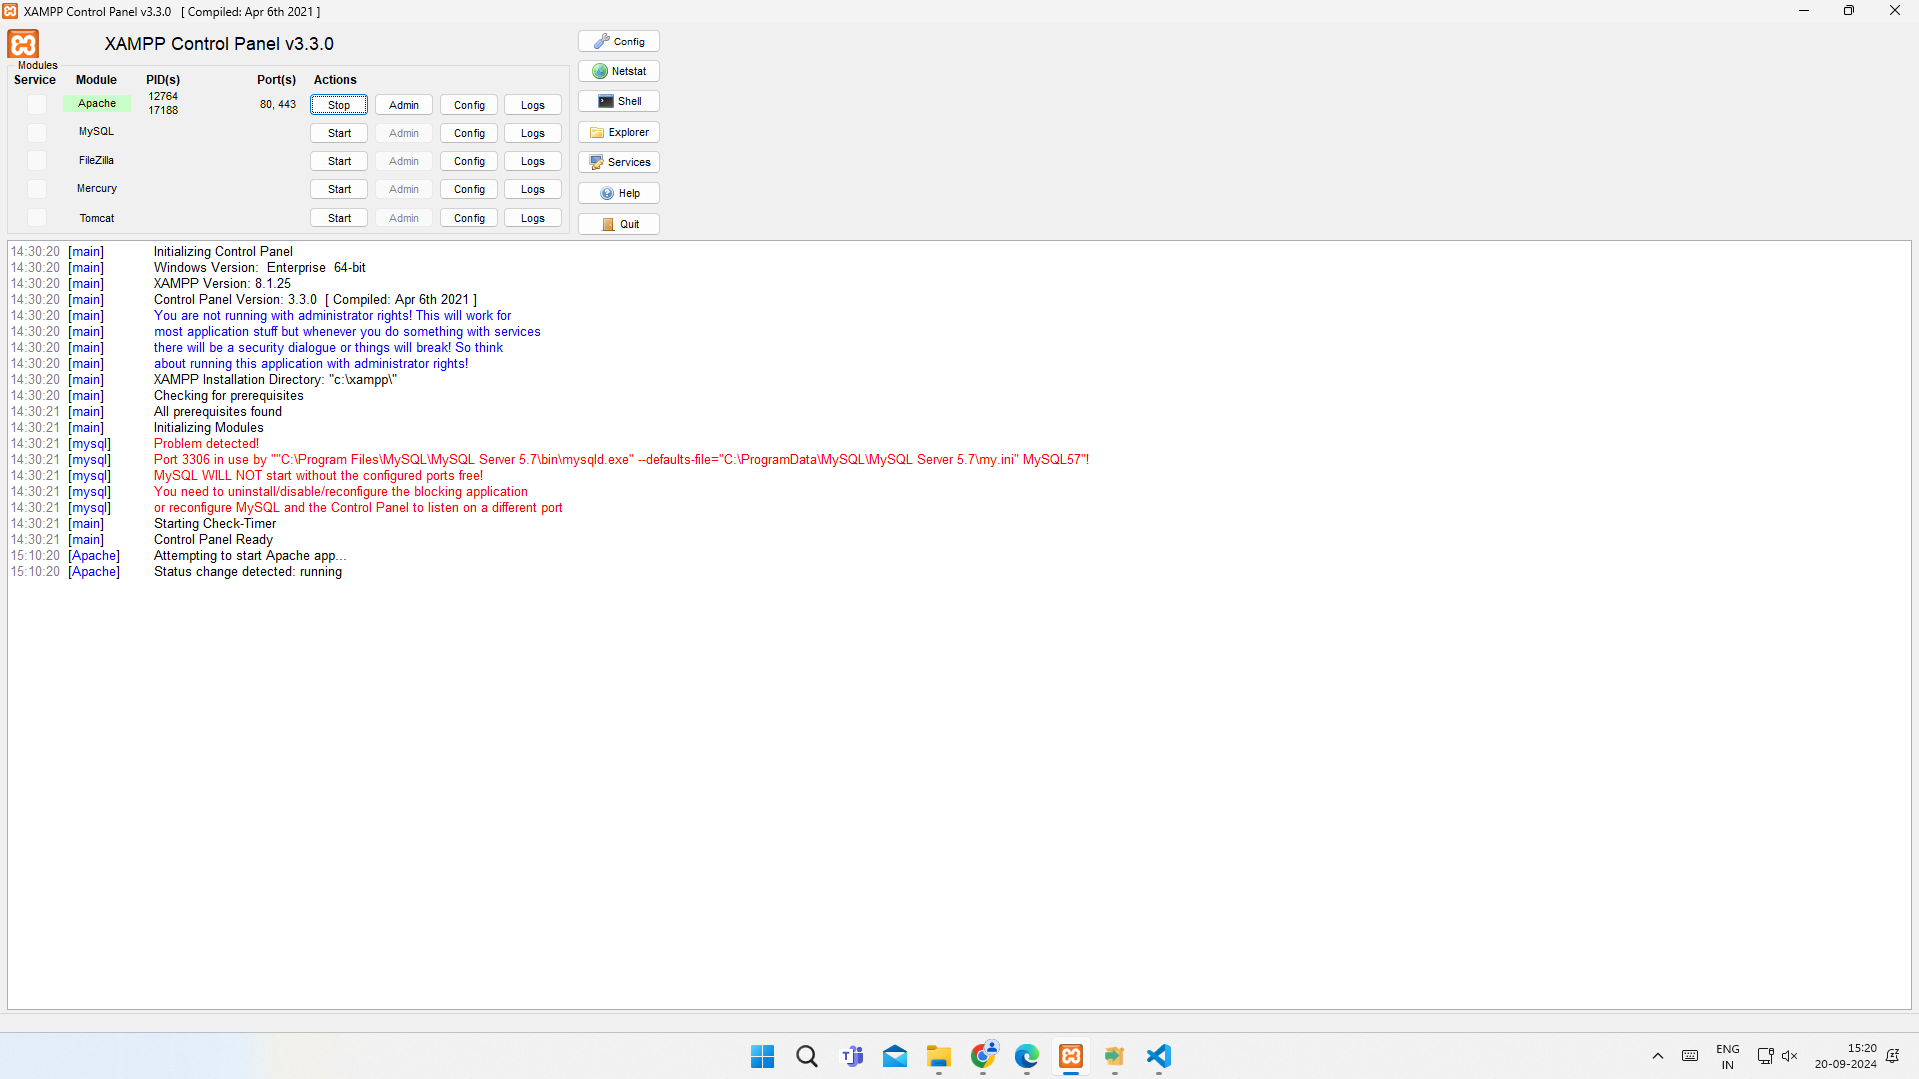 XAMPP Control Panel v3.3.0 [ Compiled: Apr 6th 2021 ]
XAMPP Control Panel v3.3.0
Config
Modules
Netstat
Service Module PID(s) Port(s) Actions
Apache 12764 17188 80, 443 Stop Admin Config Logs
Shell
MySQL Start Admin Config Logs
Explorer
FileZilla Start Admin Config Logs
Services
Mercury Start Admin Config Logs
Help
Tomcat Start Admin Config Logs
Quit
14:30:20 [main] Initializing Control Panel
14:30:20 [main] Windows Version: Enterprise 64-bit
14:30:20 [main] XAMPP Version: 8.1.25
14:30:20 [main] Control Panel Version: 3.3.0 [ Compiled: Apr 6th 2021 ]
14:30:20 [main] You are not running with administrator rights! This will work for
14:30:20 [main] most application stuff but whenever you do something with services
14:30:20 [main] there will be a security dialogue or things will break! So think
14:30:20 [main] about running this application with administrator rights!
14:30:20 [main] XAMPP Installation Directory: "c:\xampp\"
14:30:20 [main] Checking for prerequisites
14:30:21 [main] All prerequisites found
14:30:21 [main] Initializing Modules
14:30:21 [mysql] Problem detected!
14:30:21 [mysql] Port 3306 in use by ""C:\Program Files\MySQL\MySQL Server 5.7\bin\mysqld.exe" --defaults-file="C:\ProgramData\MySQL\MySQL Server 5.7\my.ini" MySQL57"!
14:30:21 [mysql] MySQL WILL NOT start without the configured ports free!
14:30:21 [mysql] You need to uninstall/disable/reconfigure the blocking application
14:30:21 [mysql] or reconfigure MySQL and the Control Panel to listen on a different port
14:30:21 [main] Starting Check-Timer
14:30:21 [main] Control Panel Ready
15:10:20 [Apache] Attempting to start Apache app...
15:10:20 [Apache] Status change detected: running
ENG
IN
15:20
20-09-2024